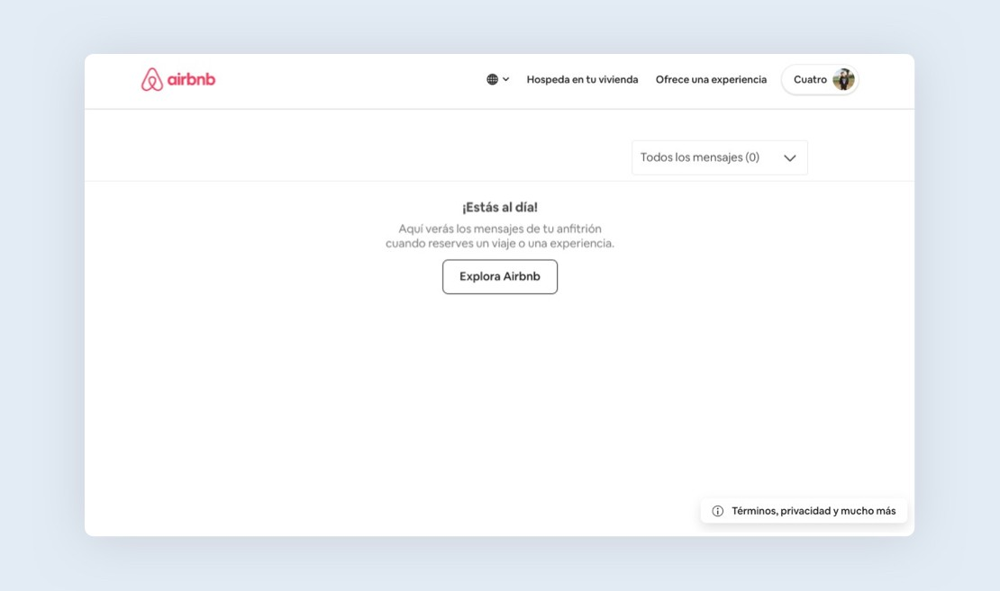 airbnb
Hospeda en tu vivienda
Ofrece una experiencia
Cuatro
Todos los mensajes (0)
¡Estás al día!
Aquí verás los mensajes de tu anfitrión
cuando reserves un viaje o una experiencia.
Explora Airbnb
Términos, privacidad y mucho más